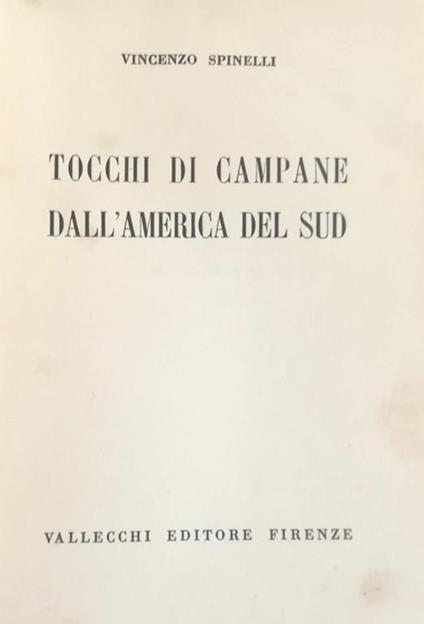 VINCENZO SPINELLI
TOCCHI DI CAMPANE
DALL'AMERICA DEL SUD
VALLECCHI EDITORE FIRENZE